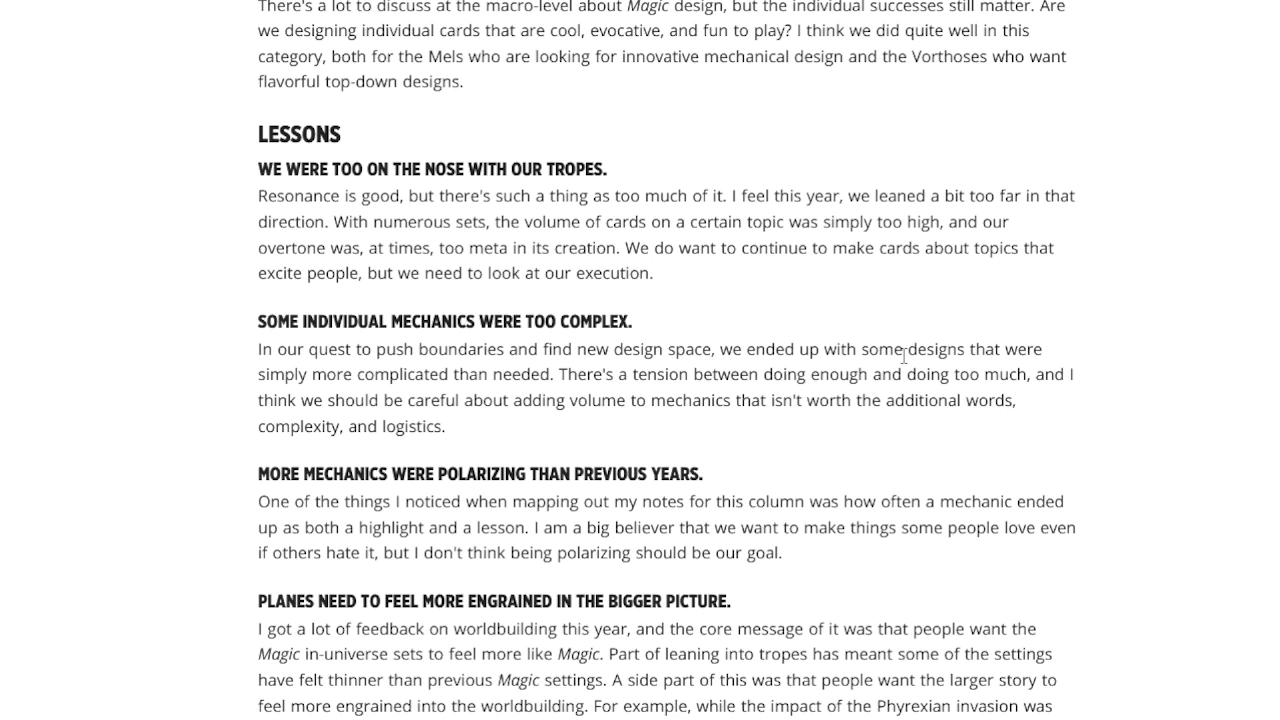 There's a lot to discuss at the macro-level about Magic design, but the individual successes still matter. Are
we designing individual cards that are cool, evocative, and fun to play? I think we did quite well in this
category, both for the Mels who are looking for innovative mechanical design and the Vorthoses who want
flavorful top-down designs.
LESSONS
WE WERE TOO ON THE NOSE WITH OUR TROPES.
Resonance is good, but there's such a thing as too much of it. I feel this year, we leaned a bit too far in that
direction. With numerous sets, the volume of cards on a certain topic was simply too high, and our
overtone was, at times, too meta in its creation. We do want to continue to make cards about topics that
excite people, but we need to look at our execution.
SOME INDIVIDUAL MECHANICS WERE TOO COMPLEX.
In our quest to push boundaries and find new design space, we ended up with some designs that were
simply more complicated than needed. There's a tension between doing enough and doing too much, and I
think we should be careful about adding volume to mechanics that isn't worth the additional words,
complexity, and logistics.
MORE MECHANICS WERE POLARIZING THAN PREVIOUS YEARS.
One of the things I noticed when mapping out my notes for this column was how often a mechanic ended
up as both a highlight and a lesson. I am a big believer that we want to make things some people love even
if others hate it, but I don't think being polarizing should be our goal.
PLANES NEED TO FEEL MORE ENGRAINED IN THE BIGGER PICTURE.
I got a lot of feedback on worldbuilding this year, and the core message of it was that people want the
Magic in-universe sets to feel more like Magic. Part of leaning into tropes has meant some of the settings
have felt thinner than previous Magic settings. A side part of this was that people want the larger story to
feel more engrained into the worldbuilding. For example, while the impact of the Phyrexian invasion was